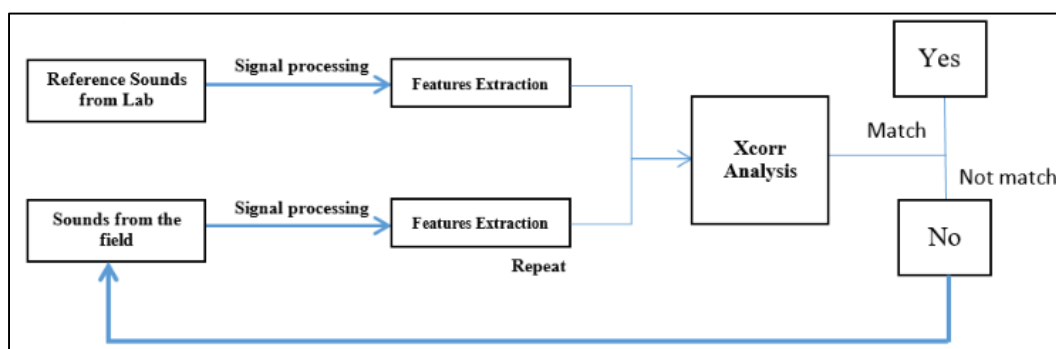 Reference Sounds
from Lab
Signal processing
Features Extraction
Sounds from the
field
Signal processing
Features Extraction
Repeat
Xcorr
Analysis
Match
Yes
Not match
No